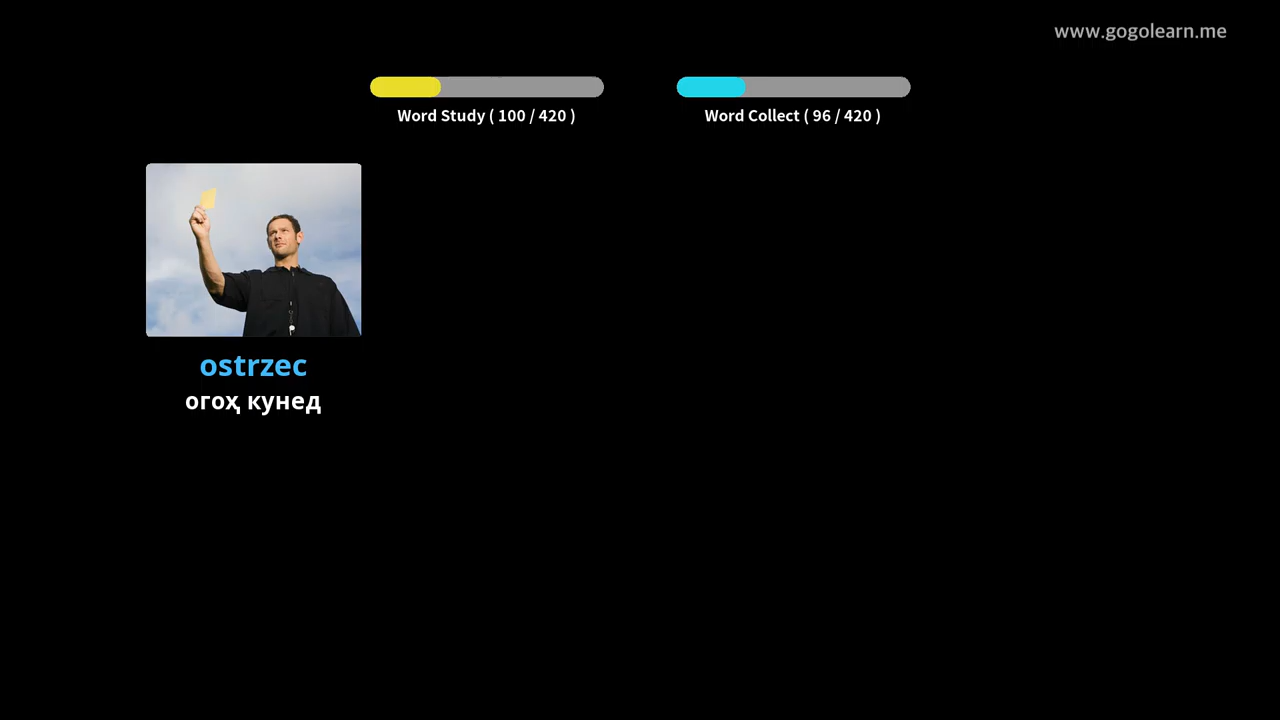 www.gogolearn.me
Word Study ( 100 / 420 )
Word Collect ( 96 / 420 )
ostrzec
огоҳ кунед